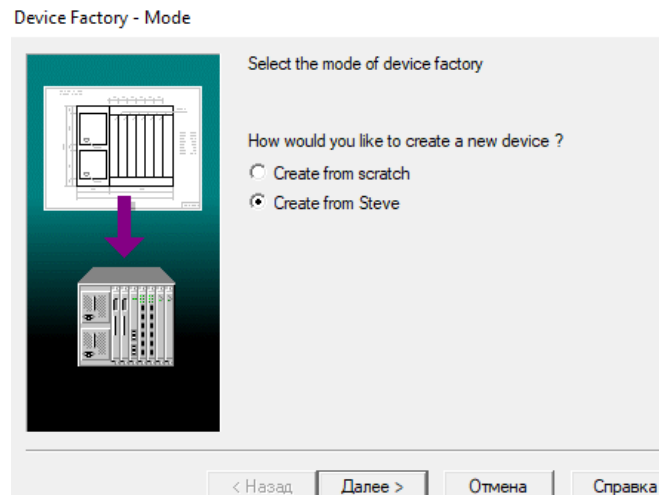 Device Factory - Mode
Select the mode of device factory
How would you like to create a new device ?
Create from scratch
Create from Steve
< Назад
Далее >
Отмена
Справка